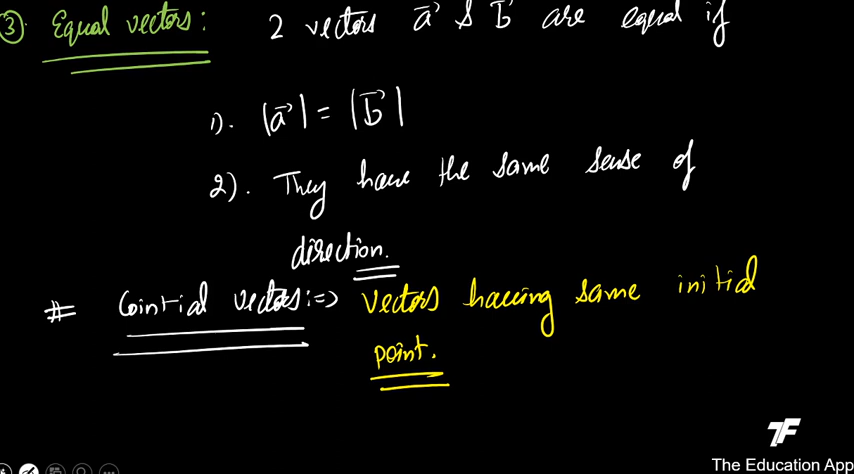 ③ Equal vectors: 2 vectors a⃗ & b⃗ are equal if
1). |a⃗| = |b⃗|
2). They have the same sense of
direction.
# Cointial vectors:⇒ vectors having same initial
point.
The Education App